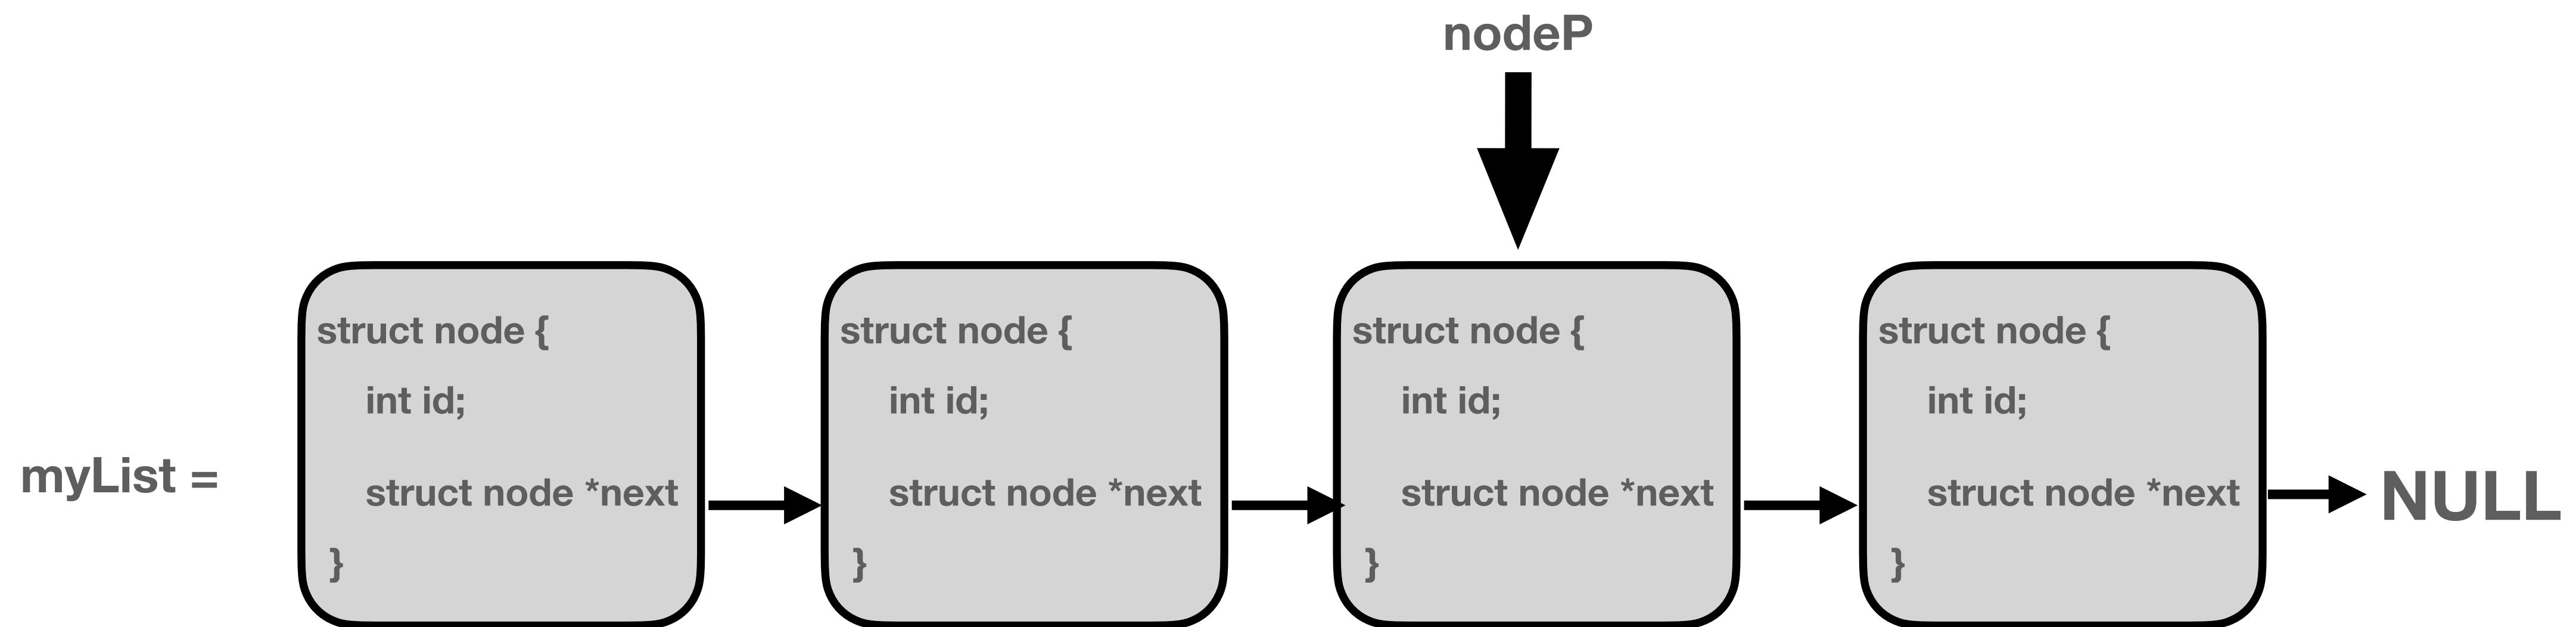 nodeP
myList =
struct node {
int id;
struct node *next
}
struct node {
int id;
struct node *next
}
struct node {
int id;
struct node *next
}
struct node {
int id;
struct node *next
}
NULL